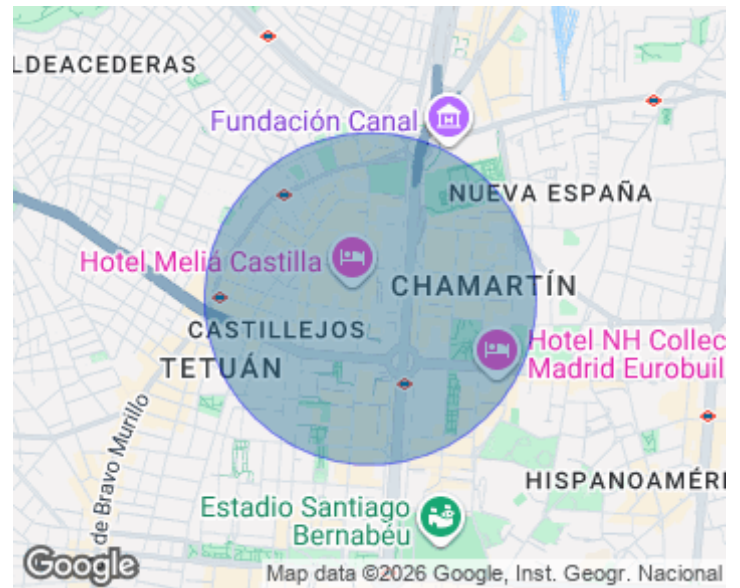 LDEACEDERAS
Fundación Canal
NUEVA ESPAÑA
Hotel Meliá Castilla
CHAMARTÍN
CASTILLEJOS
Hotel NH Collec
Madrid Eurobuil
TETUÁN
de Bravo Murillo
HISPANOAMÉRI
Estadio Santiago
Bernabéu
Google
Map data ©2026 Google, Inst. Geogr. Nacional